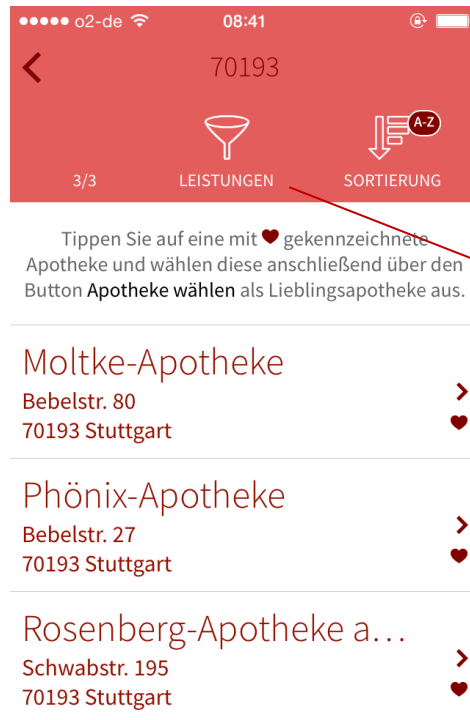 o2-de 08:41
70193
A-Z
3/3 LEISTUNGEN SORTIERUNG
Tippen Sie auf eine mit gekennzeichnete
Apotheke und wählen diese anschließend über den
Button Apotheke wählen als Lieblingsapotheke aus.
Moltke-Apotheke
Bebelstr. 80
70193 Stuttgart
Phönix-Apotheke
Bebelstr. 27
70193 Stuttgart
Rosenberg-Apotheke a...
Schwabstr. 195
70193 Stuttgart